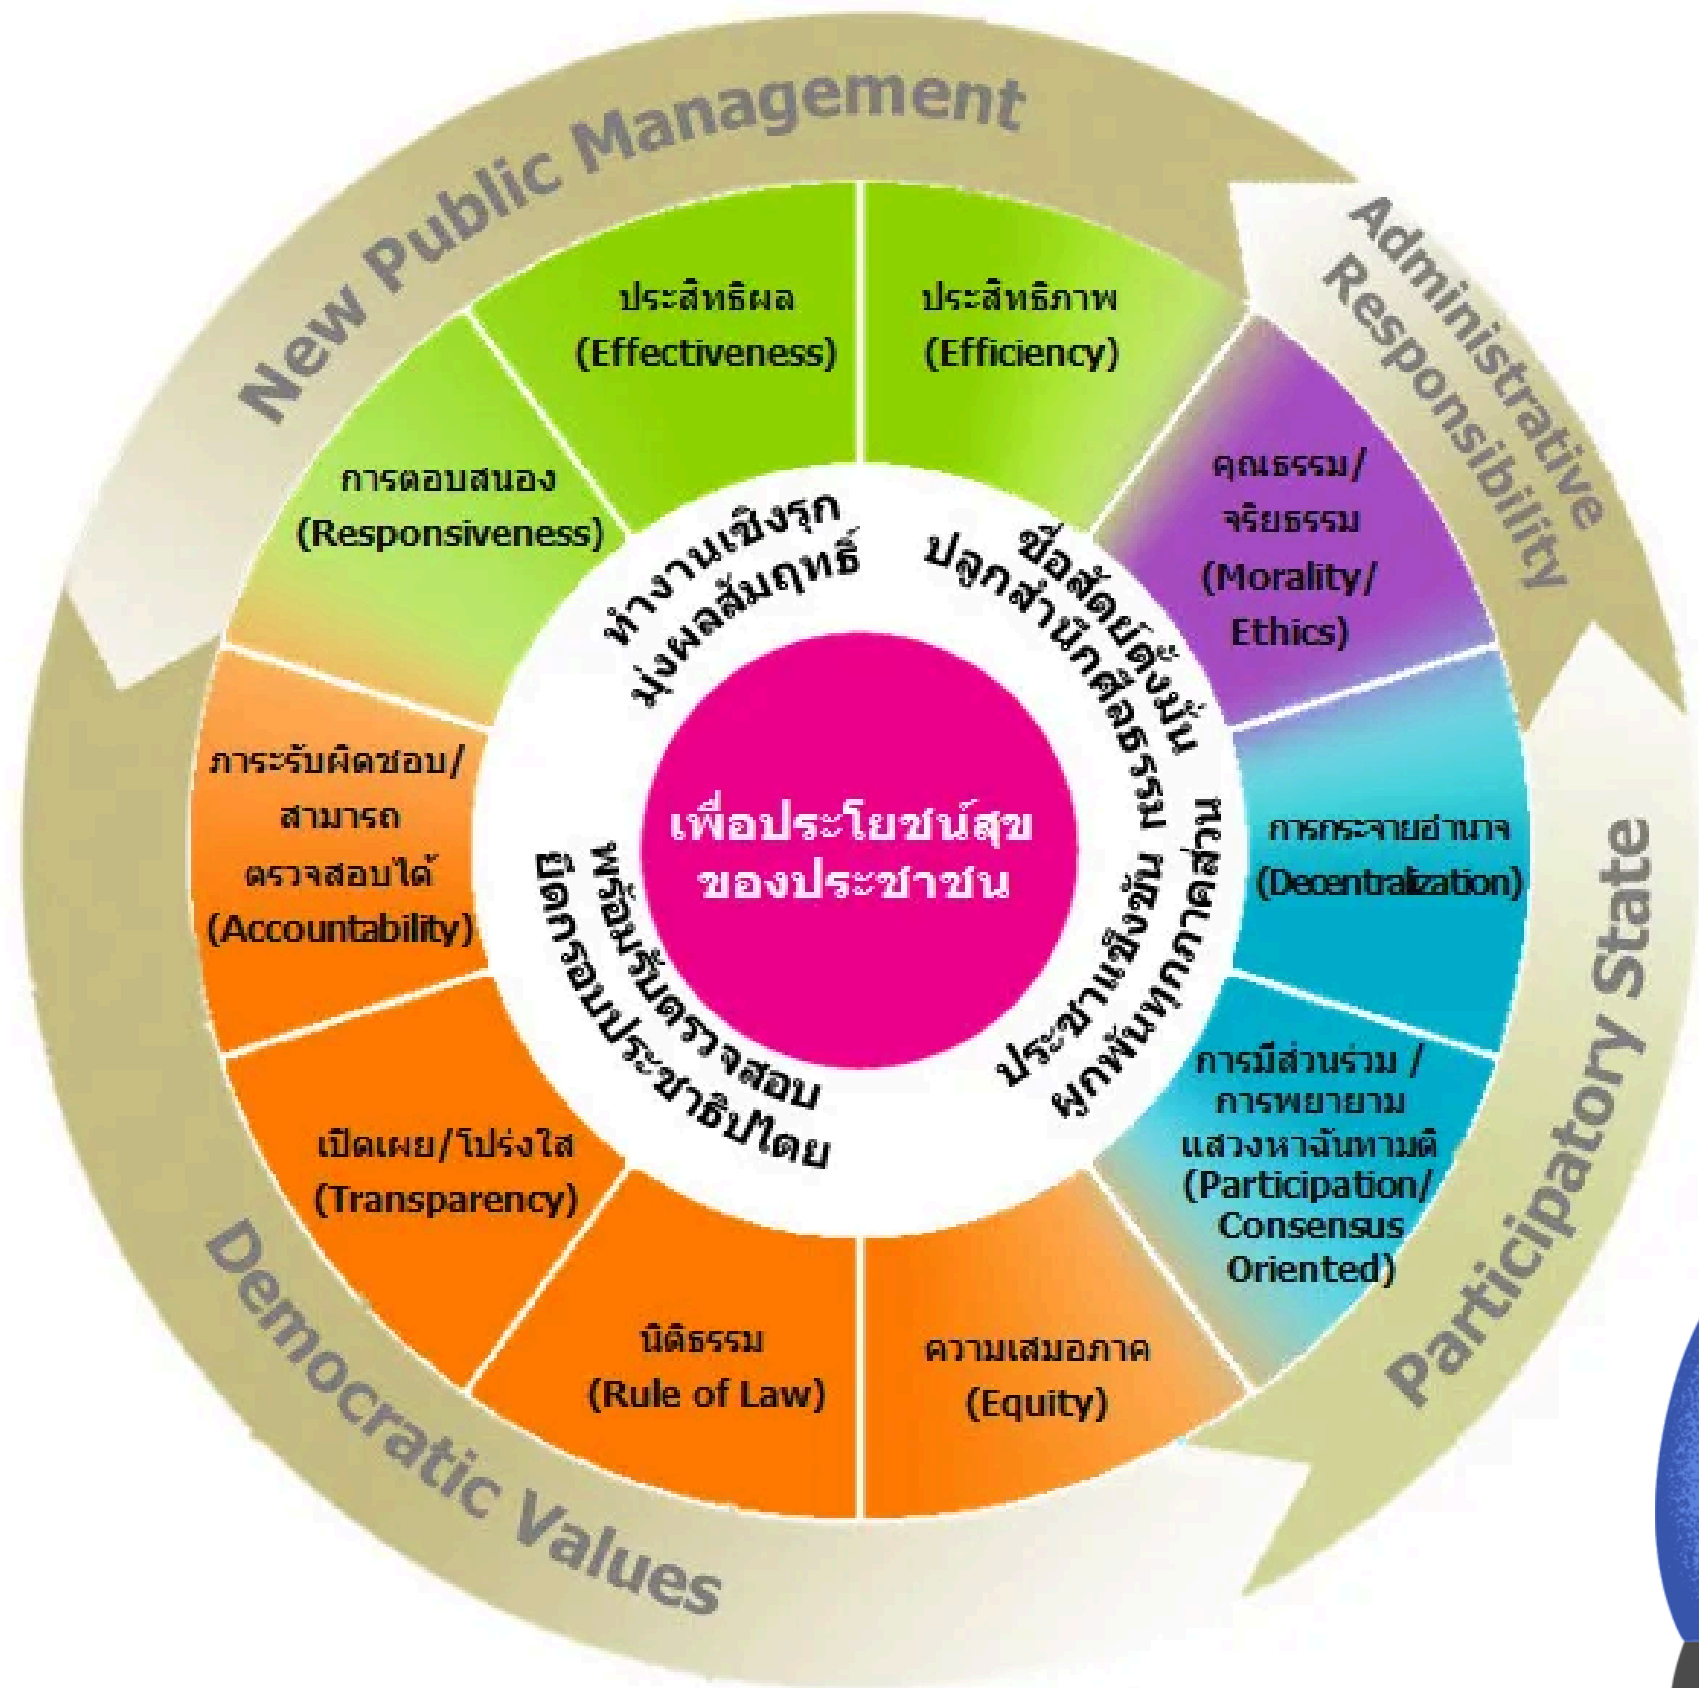 New Public Management
Administrative
Responsibility
Participatory State
Democratic Values
ประสิทธิภาพ
(Efficiency)
คุณธรรม/
จริยธรรม
(Morality/
Ethics)
การกระจายอำนาจ
(Decentralization)
การมีส่วนร่วม /
การพยายาม
แสวงหาฉันทามติ
(Participation/
Consensus
Oriented)
ความเสมอภาค
(Equity)
นิติธรรม
(Rule of Law)
เปิดเผย/โปร่งใส
(Transparency)
ภาระรับผิดชอบ/
สามารถ
ตรวจสอบได้
(Accountability)
การตอบสนอง
(Responsiveness)
ประสิทธิผล
(Effectiveness)
ทำงานเชิงรุก
มุ่งผลสัมฤทธิ์
ซื่อสัตย์ตั้งมั่น
ปลูกสำนึกศีลธรรม
ประชาแข็งขัน
ผูกพันทุกภาคส่วน
พร้อมรับตรวจสอบ
ยึดกรอบประชาธิปไตย
เพื่อประโยชน์สุข
ของประชาชน